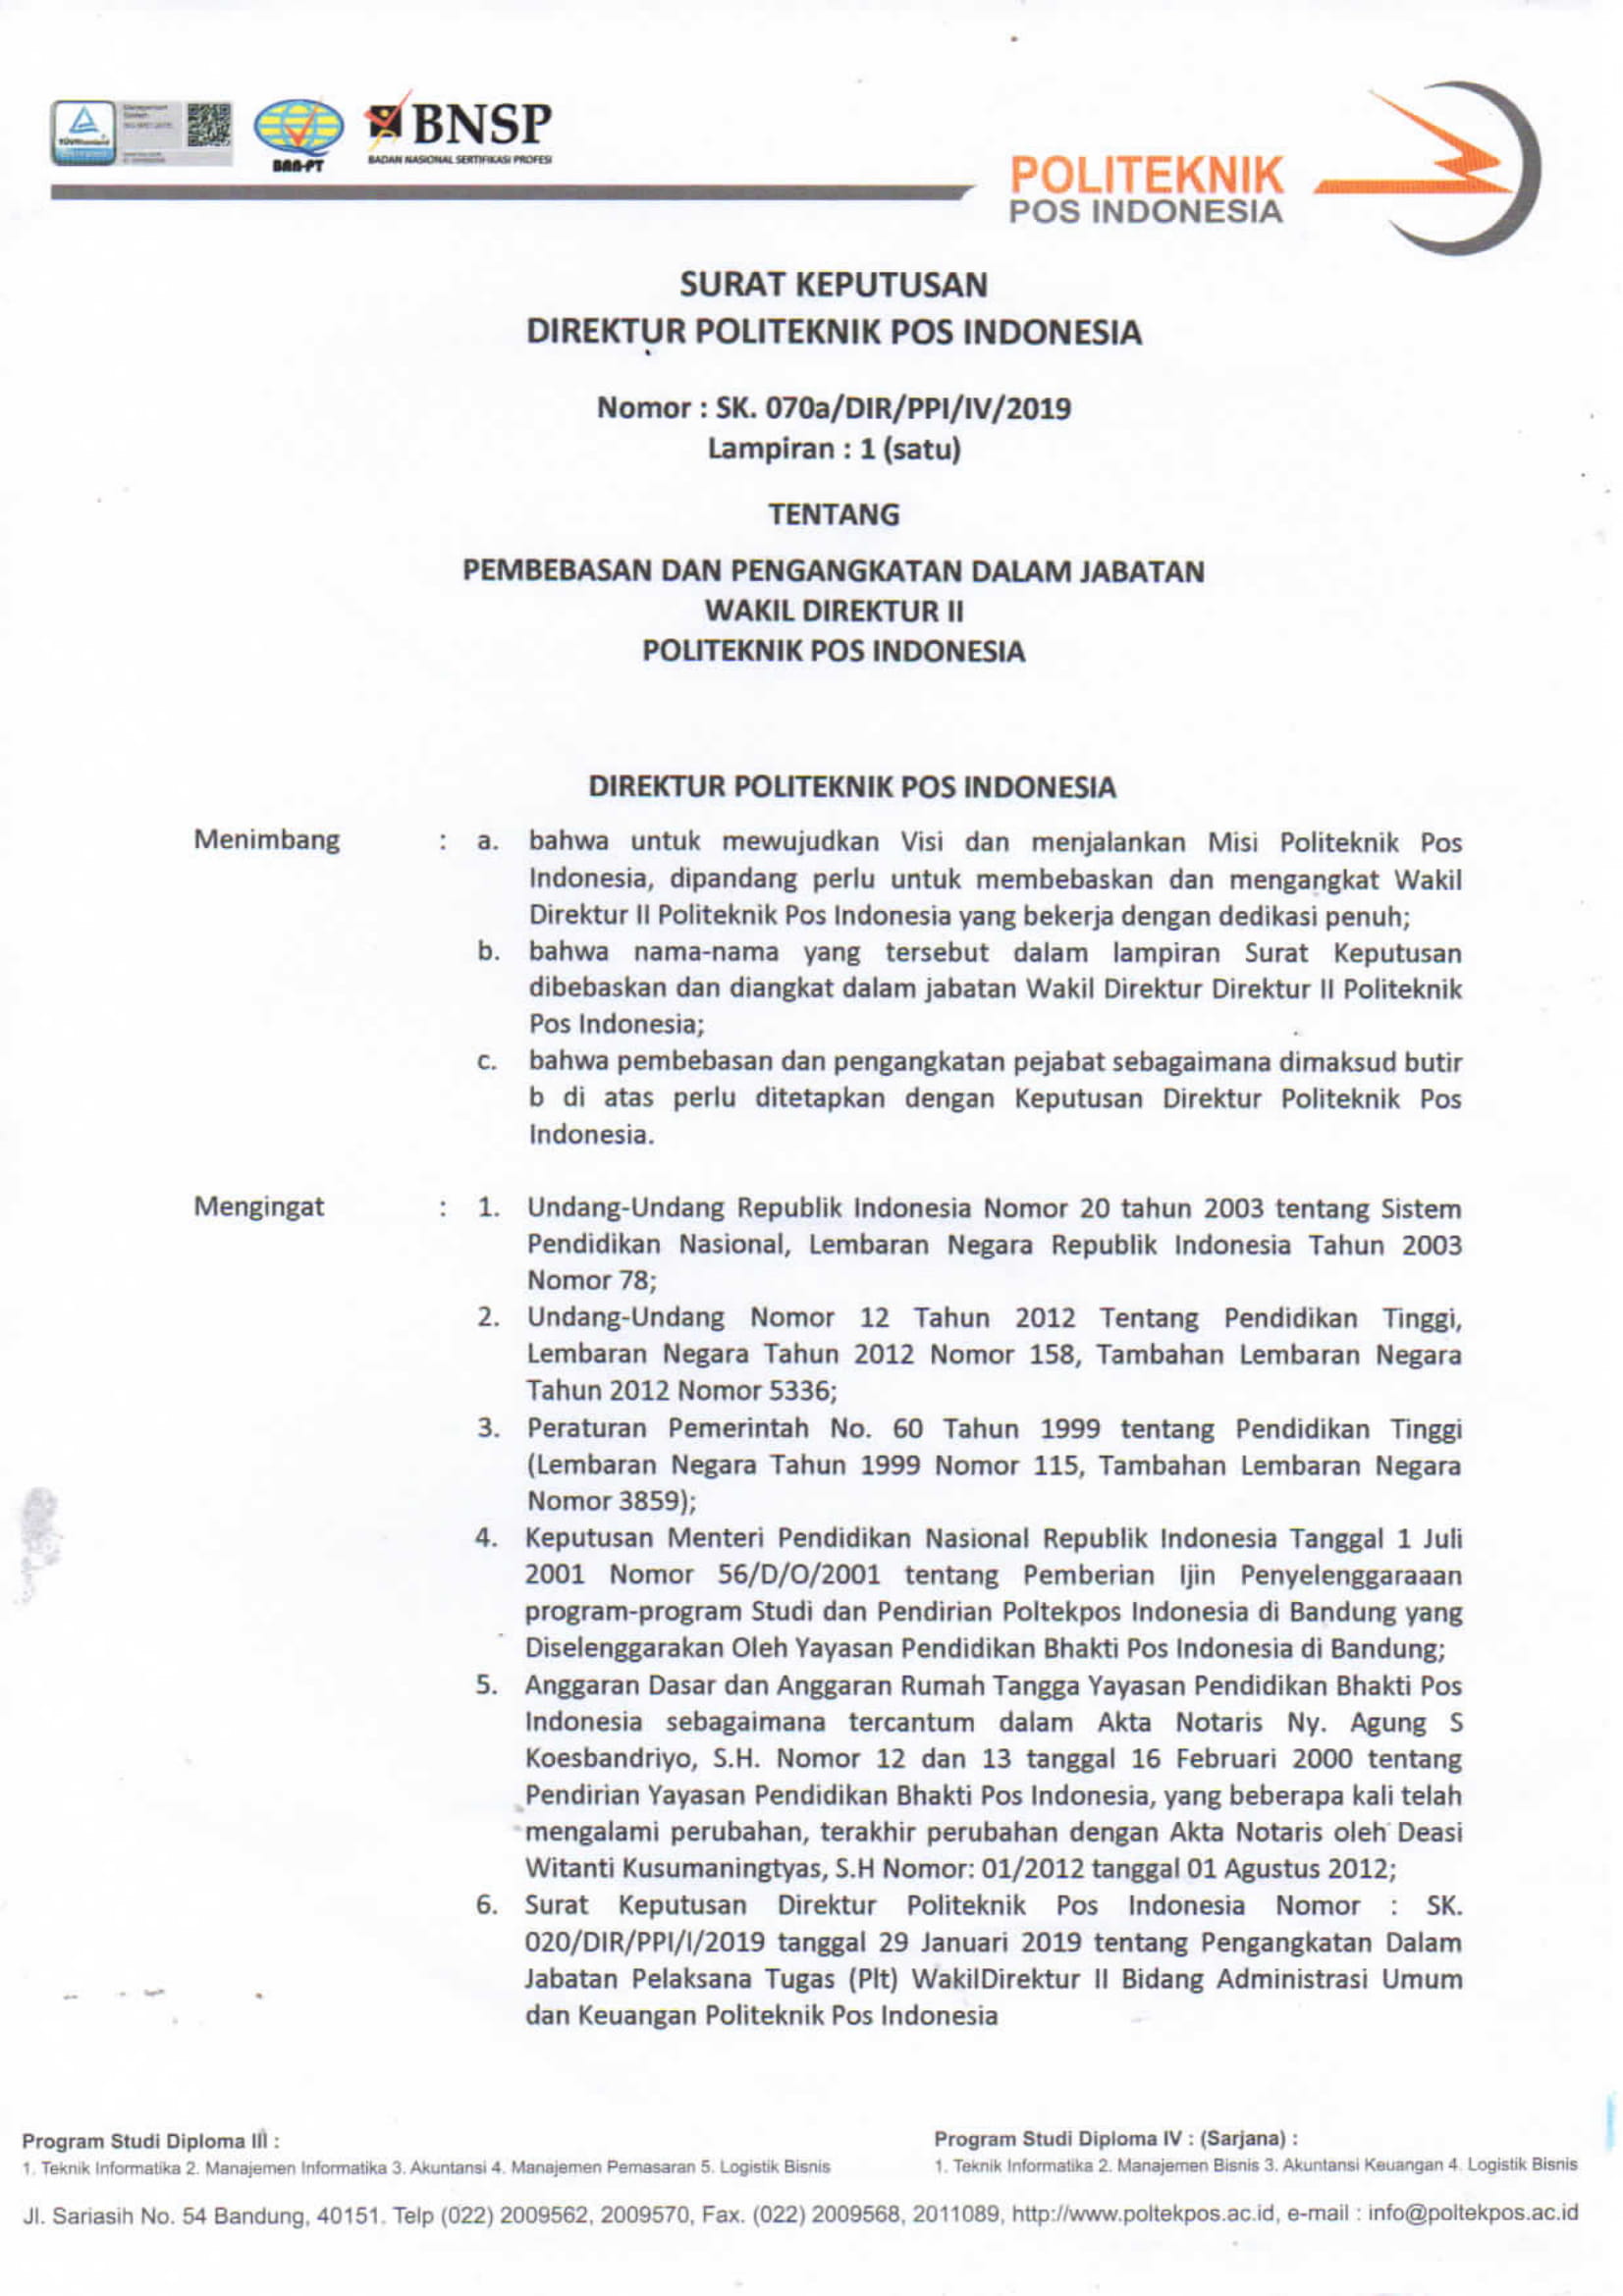 TÜVRheinland
BAN-PT
BNSP
BADAN NASIONAL SERTIFIKASI PROFESI
POLITEKNIK
POS INDONESIA
SURAT KEPUTUSAN
DIREKTUR POLITEKNIK POS INDONESIA
Nomor : SK. 070a/DIR/PPI/IV/2019
Lampiran : 1 (satu)
TENTANG
PEMBEBASAN DAN PENGANGKATAN DALAM JABATAN
WAKIL DIREKTUR II
POLITEKNIK POS INDONESIA
DIREKTUR POLITEKNIK POS INDONESIA
Menimbang : a. bahwa untuk mewujudkan Visi dan menjalankan Misi Politeknik Pos
Indonesia, dipandang perlu untuk membebaskan dan mengangkat Wakil
Direktur II Politeknik Pos Indonesia yang bekerja dengan dedikasi penuh;
b. bahwa nama-nama yang tersebut dalam lampiran Surat Keputusan
dibebaskan dan diangkat dalam jabatan Wakil Direktur Direktur II Politeknik
Pos Indonesia;
c. bahwa pembebasan dan pengangkatan pejabat sebagaimana dimaksud butir
b di atas perlu ditetapkan dengan Keputusan Direktur Politeknik Pos
Indonesia.
Mengingat : 1. Undang-Undang Republik Indonesia Nomor 20 tahun 2003 tentang Sistem
Pendidikan Nasional, Lembaran Negara Republik Indonesia Tahun 2003
Nomor 78;
2. Undang-Undang Nomor 12 Tahun 2012 Tentang Pendidikan Tinggi,
Lembaran Negara Tahun 2012 Nomor 158, Tambahan Lembaran Negara
Tahun 2012 Nomor 5336;
3. Peraturan Pemerintah No. 60 Tahun 1999 tentang Pendidikan Tinggi
(Lembaran Negara Tahun 1999 Nomor 115, Tambahan Lembaran Negara
Nomor 3859);
4. Keputusan Menteri Pendidikan Nasional Republik Indonesia Tanggal 1 Juli
2001 Nomor 56/D/O/2001 tentang Pemberian Ijin Penyelenggaraaan
program-program Studi dan Pendirian Poltekpos Indonesia di Bandung yang
Diselenggarakan Oleh Yayasan Pendidikan Bhakti Pos Indonesia di Bandung;
5. Anggaran Dasar dan Anggaran Rumah Tangga Yayasan Pendidikan Bhakti Pos
Indonesia sebagaimana tercantum dalam Akta Notaris Ny. Agung S
Koesbandriyo, S.H. Nomor 12 dan 13 tanggal 16 Februari 2000 tentang
Pendirian Yayasan Pendidikan Bhakti Pos Indonesia, yang beberapa kali telah
mengalami perubahan, terakhir perubahan dengan Akta Notaris oleh Deasi
Witanti Kusumaningtyas, S.H Nomor: 01/2012 tanggal 01 Agustus 2012;
6. Surat Keputusan Direktur Politeknik Pos Indonesia Nomor : SK.
020/DIR/PPI/I/2019 tanggal 29 Januari 2019 tentang Pengangkatan Dalam
Jabatan Pelaksana Tugas (Plt) WakilDirektur II Bidang Administrasi Umum
dan Keuangan Politeknik Pos Indonesia
Program Studi Diploma III :
1. Teknik Informatika 2. Manajemen Informatika 3. Akuntansi 4. Manajemen Pemasaran 5. Logistik Bisnis
Program Studi Diploma IV : (Sarjana) :
1. Teknik Informatika 2. Manajemen Bisnis 3. Akuntansi Keuangan 4. Logistik Bisnis
Jl. Sariasih No. 54 Bandung, 40151. Telp (022) 2009562, 2009570, Fax. (022) 2009568, 2011089, http://www.poltekpos.ac.id, e-mail : info@poltekpos.ac.id